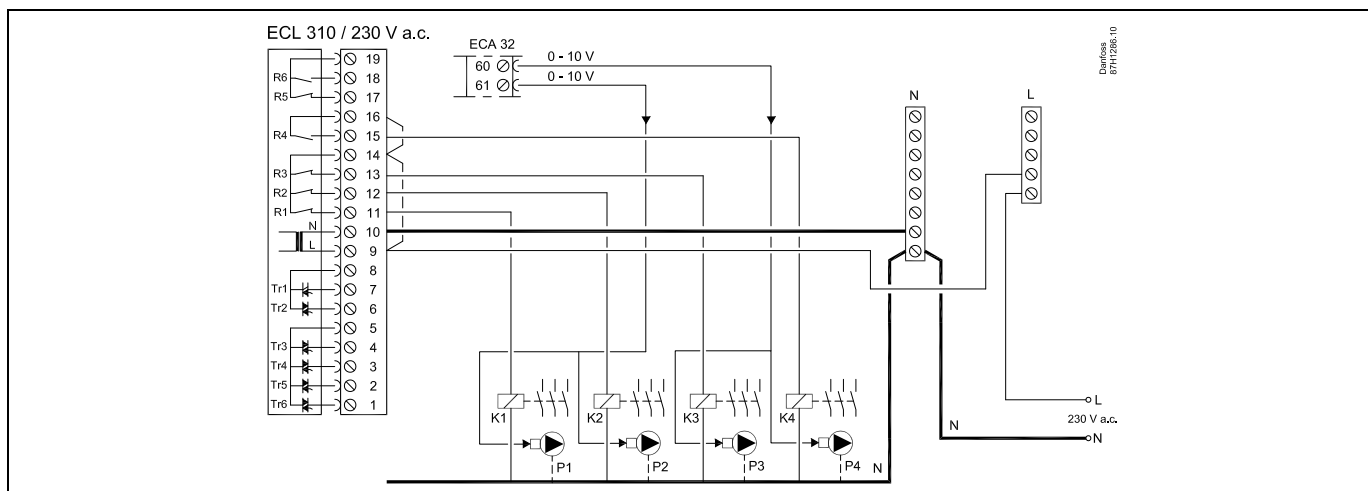 ECL 310 / 230 V a.c.
ECA 32
60
0 - 10 V
61
0 - 10 V
Danfoss
87H1286.10
N
L
19
R6
18
R5
17
16
R4
15
14
R3
13
R2
12
R1
11
N
10
L
9
8
Tr1
7
Tr2
6
5
Tr3
4
Tr4
3
Tr5
2
Tr6
1
K1
K2
K3
K4
P1
P2
P3
P4
N
N
L
230 V a.c.
N